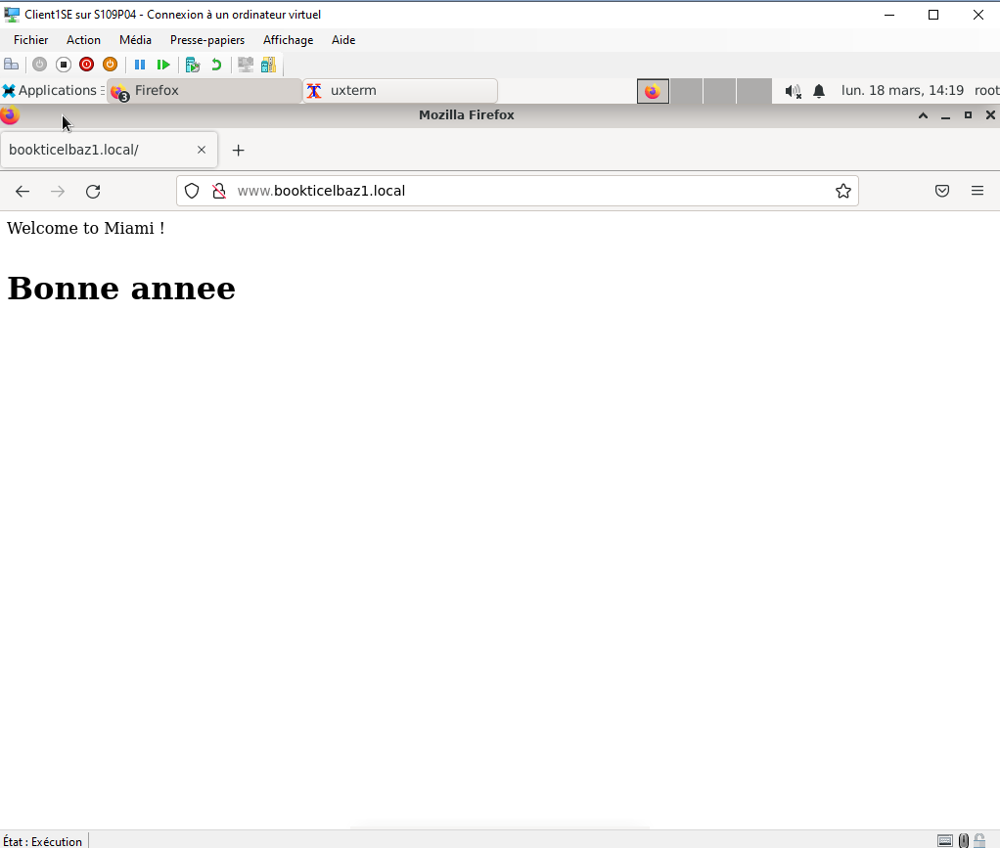 Client1SE sur S109P04 - Connexion à un ordinateur virtuel
Fichier Action Média Presse-papiers Affichage Aide
Applications 3 Firefox uxterm lun. 18 mars, 14:19 root
Mozilla Firefox
bookticelbaz1.local/
www.bookticelbaz1.local
Welcome to Miami !
Bonne annee
État : Exécution